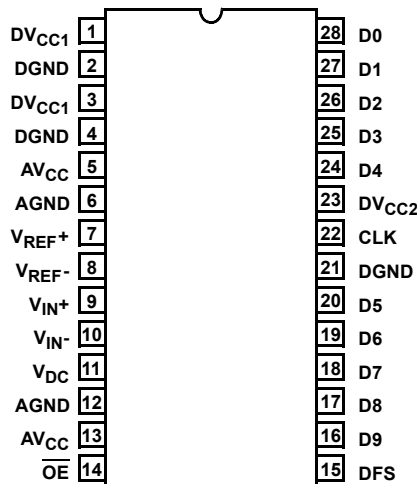 DVCC1 1 28 D0
DGND 2 27 D1
DVCC1 3 26 D2
DGND 4 25 D3
AVCC 5 24 D4
AGND 6 23 DVCC2
VREF+ 7 22 CLK
VREF- 8 21 DGND
VIN+ 9 20 D5
VIN- 10 19 D6
VDC 11 18 D7
AGND 12 17 D8
AVCC 13 16 D9
O̅E̅ 14 15 DFS